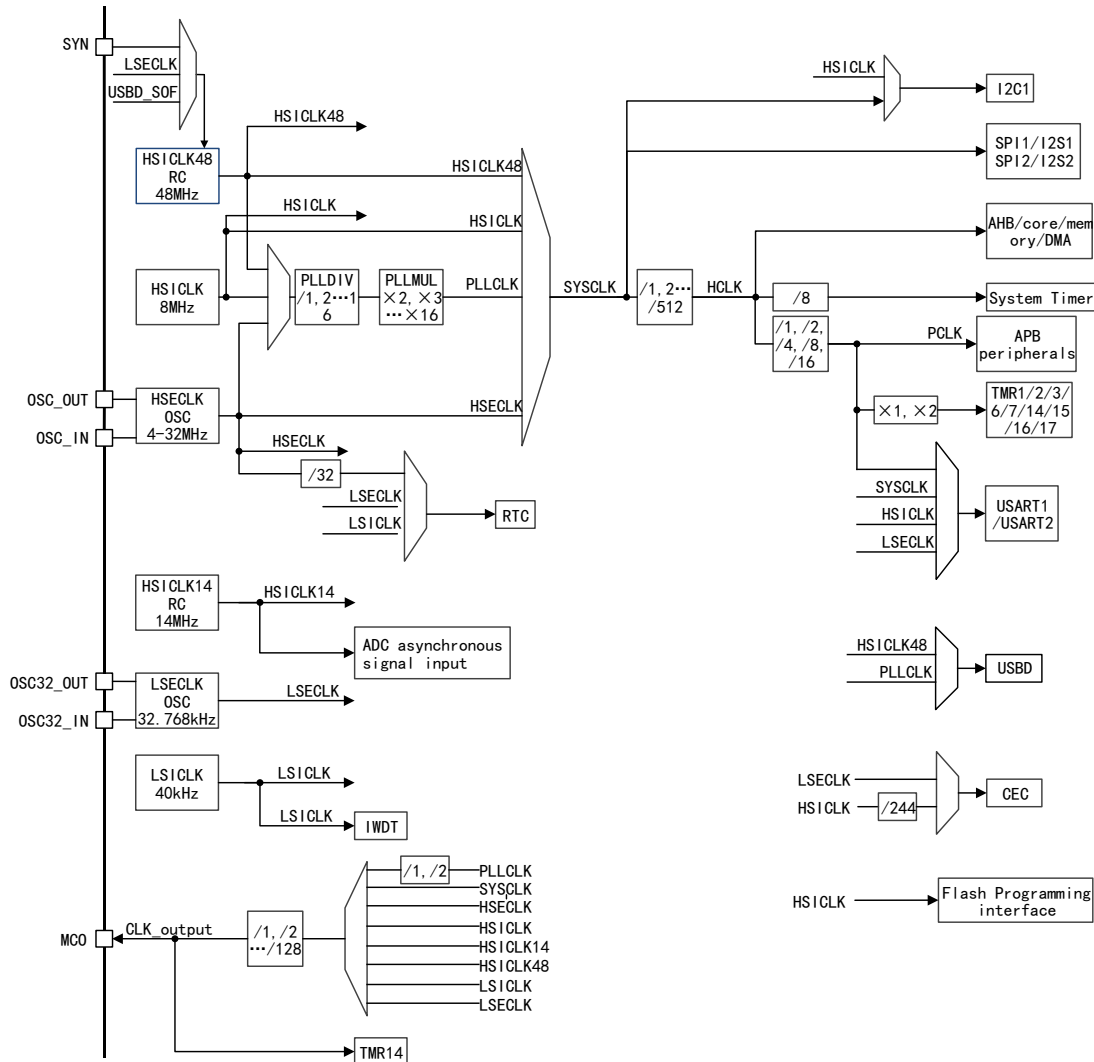 SYN
LSECLK
USBD_SOF
HSICLK48
RC
48MHz
HSICLK48
HSICLK48
HSICLK
HSICLK
HSICLK
8MHz
PLLDIV
/1, 2…1
6
PLLMUL
×2, ×3
…×16
PLLCLK
SYSCLK
/1, 2…
/512
HCLK
HSICLK
I2C1
SPI1/I2S1
SPI2/I2S2
AHB/core/mem
ory/DMA
/8
System Timer
/1, /2,
/4, /8,
/16
PCLK
APB
peripherals
×1, ×2
TMR1/2/3/
6/7/14/15
/16/17
OSC_OUT
OSC_IN
HSECLK
OSC
4-32MHz
HSECLK
HSECLK
/32
LSECLK
LSICLK
RTC
SYSCLK
HSICLK
LSECLK
USART1
/USART2
HSICLK14
RC
14MHz
HSICLK14
ADC asynchronous
signal input
HSICLK48
PLLCLK
USBD
OSC32_OUT
OSC32_IN
LSECLK
OSC
32.768kHz
LSECLK
LSICLK
40kHz
LSICLK
LSICLK
IWDT
LSECLK
HSICLK
/244
CEC
MCO
CLK_output
/1, /2
…/128
/1, /2
PLLCLK
SYSCLK
HSECLK
HSICLK
HSICLK14
HSICLK48
LSICLK
LSECLK
TMR14
HSICLK
Flash Programming
interface